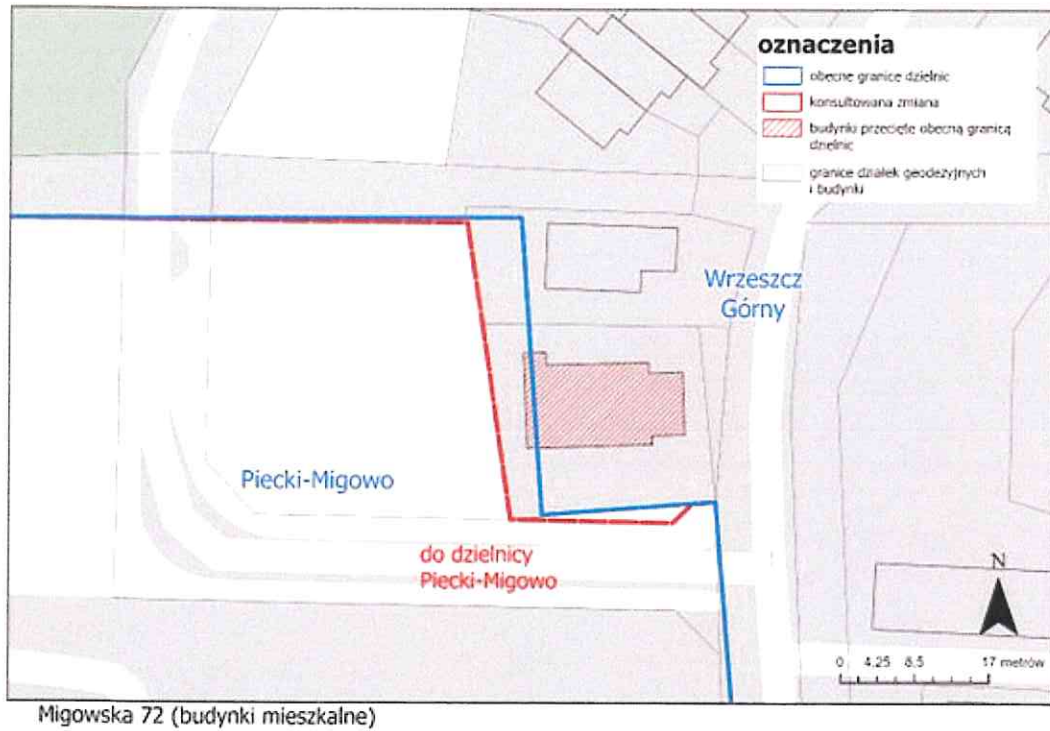 oznaczenia
obecne granice dzielnic
konsultowana zmiana
budynki przecięte obecną granicą
dzielnic
granice działek geodezyjnych
i budynki
Wrzeszcz
Górny
Piecki-Migowo
do dzielnicy
Piecki-Migowo
N
0 4.25 8.5 17 metrów
Migowska 72 (budynki mieszkalne)